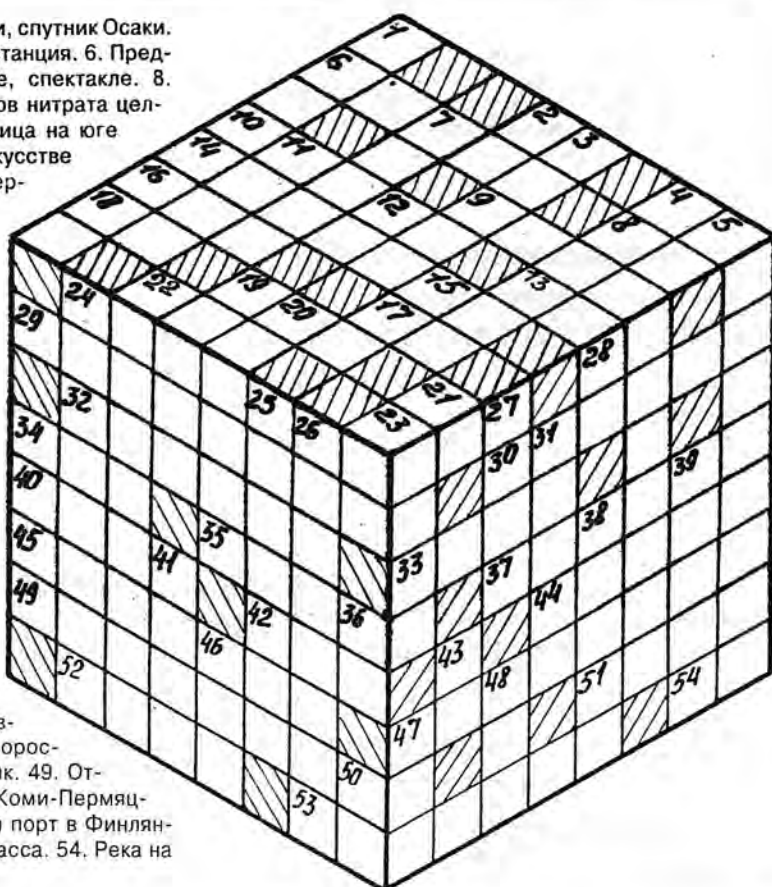 и, спутник Осаки.
танция. 6. Пред-
е, спектакле. 8.
ов нитрата цел-
ица на юге
кусстве
ер-
1
6 2
10 7 3
14 11
16 12 9 4
18 8 5
22 19 15 13
24 20 17
29 28
32 25 26 23 21 27
34 30 31
40 35 33 37 38 39
45 41 42 36 44
49 46 43 48
52 47 51 54
50
53
з-
орос-
к. 49. От-
Коми-Пермяц-
порт в Финлян-
асса. 54. Река на